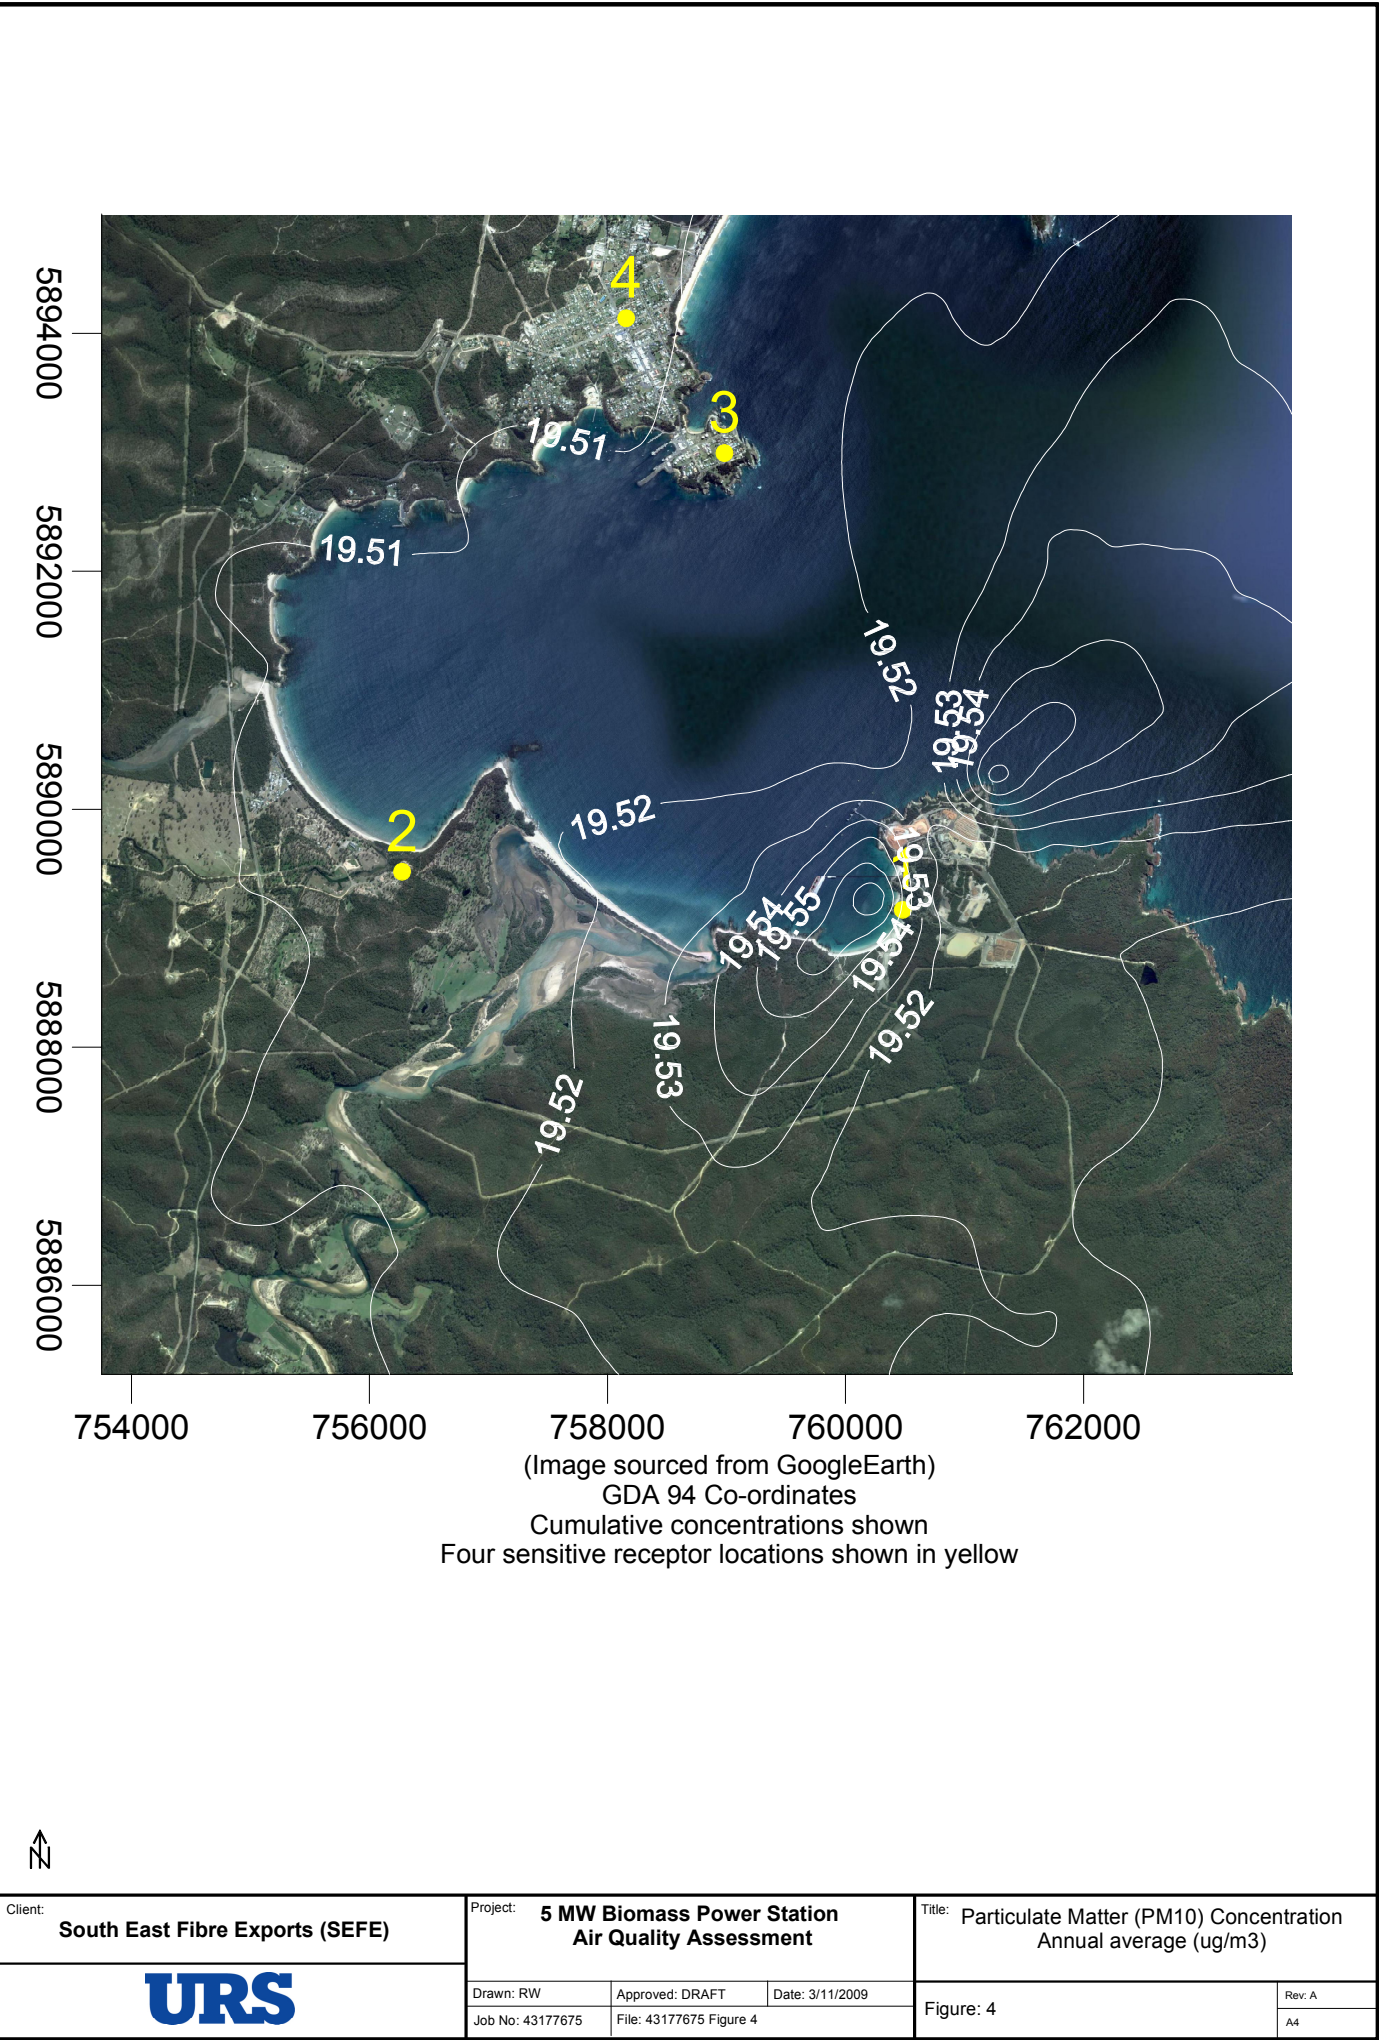 5894000
5892000
5890000
5888000
5886000
4
3
19.51
19.51
19.52
19.53
19.54
2
19.52
1
19.53
19.54
19.55
19.54
19.52
19.53
19.52
754000
756000
758000
760000
762000
(Image sourced from GoogleEarth)
GDA 94 Co-ordinates
Cumulative concentrations shown
Four sensitive receptor locations shown in yellow
N
Client:
South East Fibre Exports (SEFE)
URS
Project: 5 MW Biomass Power Station
Air Quality Assessment
Drawn: RW
Approved: DRAFT
Date: 3/11/2009
Job No: 43177675
File: 43177675 Figure 4
Title: Particulate Matter (PM10) Concentration
Annual average (ug/m3)
Figure: 4
Rev: A
A4